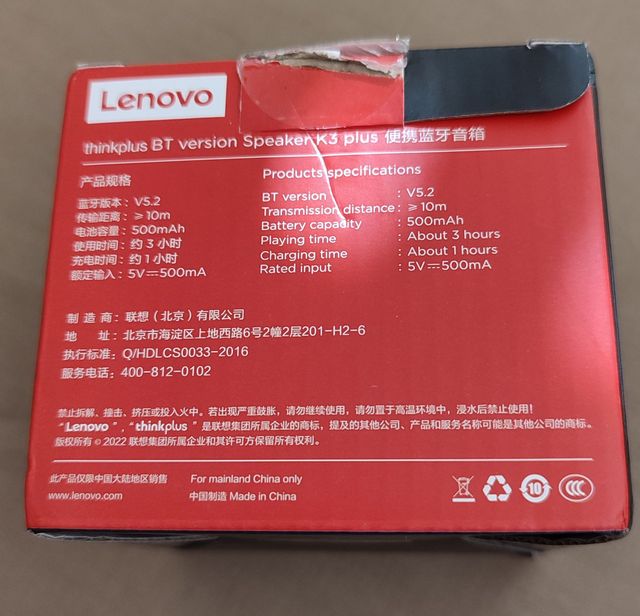 Lenovo
thinkplus BT version Speaker K3 plus 便携蓝牙音箱
产品规格
蓝牙版本: V5.2
传输距离: ≥10m
电池容量: 500mAh
使用时间: 约 3 小时
充电时间: 约 1 小时
额定输入: 5V⎓500mA
Products specifications
BT version : V5.2
Transmission distance : ≥ 10m
Battery capacity : 500mAh
Playing time : About 3 hours
Charging time : About 1 hours
Rated input : 5V⎓500mA
制 造 商: 联想（北京）有限公司
地 址: 北京市海淀区上地西路6号2幢2层201-H2-6
执行标准: Q/HDLCS0033-2016
服务电话: 400-812-0102
禁止拆解、撞击、挤压或投入火中。若出现严重鼓胀，请勿继续使用，请勿置于高温环境中，浸水后禁止使用！
“Lenovo”, “thinkplus” 是联想集团所属企业的商标，提及的其他公司、产品和服务名称可能是其他公司的商标。
版权所有 © 2022 联想集团所属企业和其许可方保留所有权利。
此产品仅限中国大陆地区销售 For mainland China only
www.lenovo.com 中国制造 Made in China
10
CCC